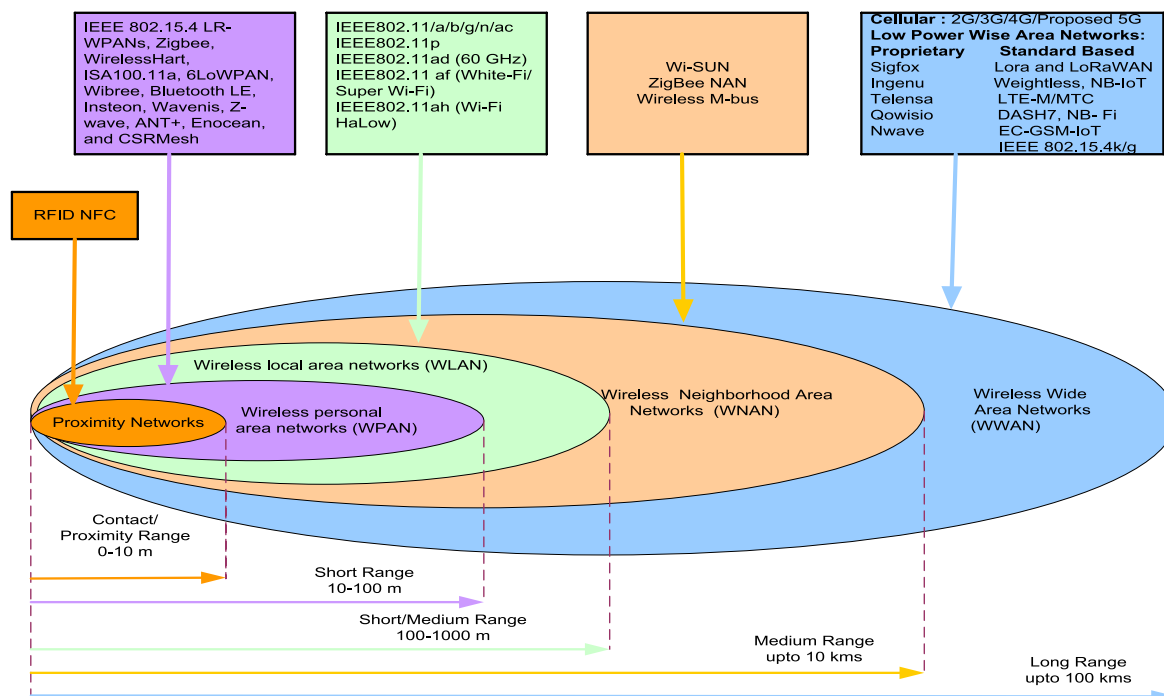 IEEE 802.15.4 LR-
WPANs, Zigbee,
WirelessHart,
ISA100.11a, 6LoWPAN,
Wibree, Bluetooth LE,
Insteon, Wavenis, Z-
wave, ANT+, Enocean,
and CSRMesh
IEEE802.11/a/b/g/n/ac
IEEE802.11p
IEEE802.11ad (60 GHz)
IEEE802.11 af (White-Fi/
Super Wi-Fi)
IEEE802.11ah (Wi-Fi
HaLow)
Wi-SUN
ZigBee NAN
Wireless M-bus
Cellular : 2G/3G/4G/Proposed 5G
Low Power Wise Area Networks:
Proprietary Standard Based
Sigfox Lora and LoRaWAN
Ingenu Weightless, NB-IoT
Telensa LTE-M/MTC
Qowisio DASH7, NB- Fi
Nwave EC-GSM-IoT
IEEE 802.15.4k/g
RFID NFC
Wireless local area networks (WLAN)
Proximity Networks
Wireless personal
area networks (WPAN)
Wireless Neighborhood Area
Networks (WNAN)
Wireless Wide
Area Networks
(WWAN)
Contact/
Proximity Range
0-10 m
Short Range
10-100 m
Short/Medium Range
100-1000 m
Medium Range
upto 10 kms
Long Range
upto 100 kms